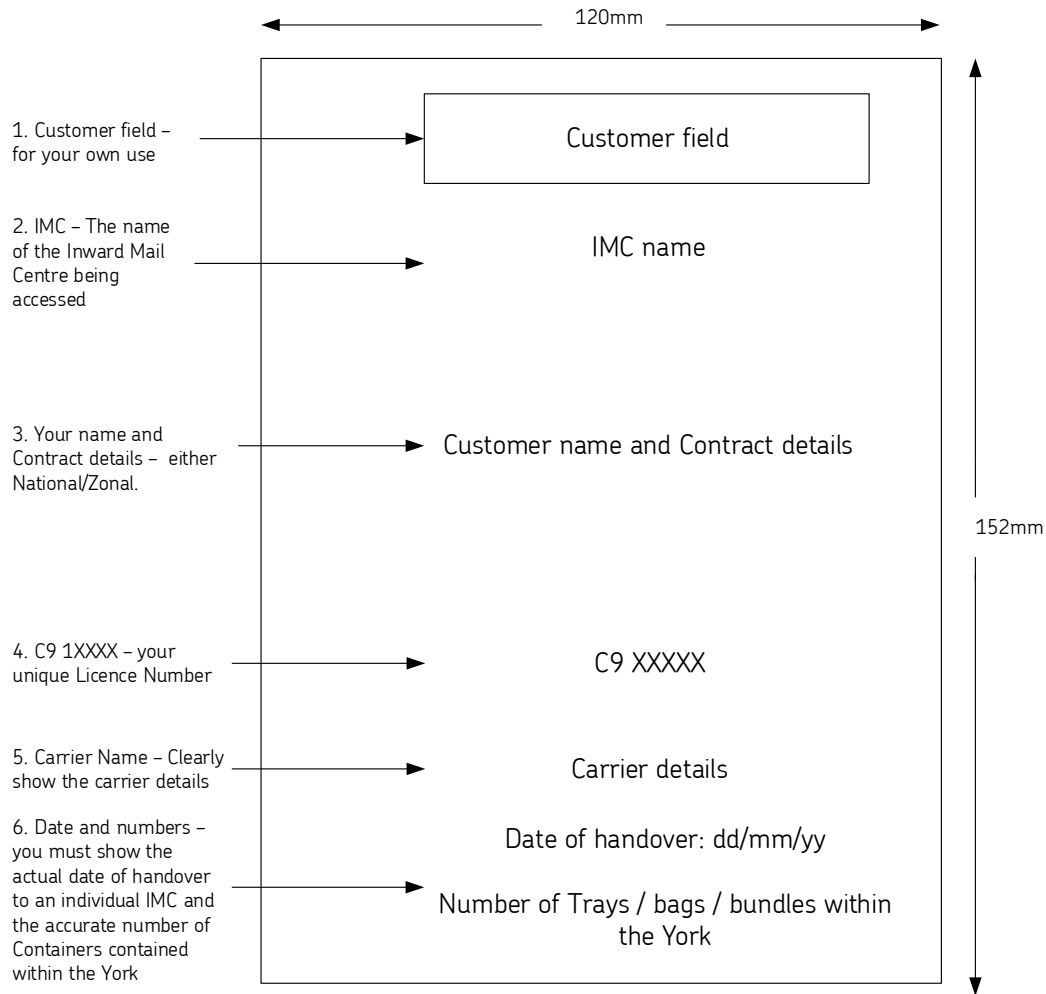 120mm
1. Customer field –
for your own use
Customer field
2. IMC – The name
of the Inward Mail
Centre being
accessed
IMC name
3. Your name and
Contract details – either
National/Zonal.
Customer name and Contract details
152mm
4. C9 1XXXX – your
unique Licence Number
C9 XXXXX
5. Carrier Name – Clearly
show the carrier details
Carrier details
6. Date and numbers –
you must show the
actual date of handover
to an individual IMC and
the accurate number of
Containers contained
within the York
Date of handover: dd/mm/yy
Number of Trays / bags / bundles within
the York